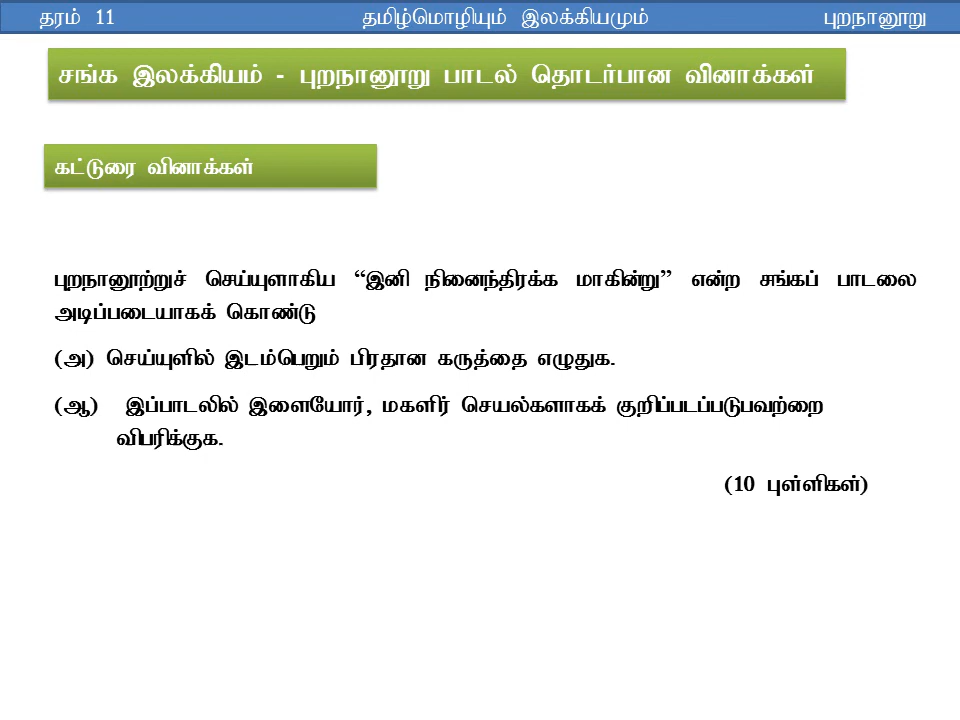 தரம் 11 தமிழ்மொழியும் இலக்கியமும் புறநானூறு
சங்க இலக்கியம் - புறநானூறு பாடல் தொடர்பான வினாக்கள்
கட்டுரை வினாக்கள்
புறநானூற்றுச் செய்யுளாகிய “இனி நினைந்திரக்க மாகின்று” என்ற சங்கப் பாடலை
அடிப்படையாகக் கொண்டு
(அ) செய்யுளில் இடம்பெறும் பிரதான கருத்தை எழுதுக.
(ஆ) இப்பாடலில் இளையோர், மகளிர் செயல்களாகக் குறிப்படப்படுபவற்றை
விபரிக்குக.
(10 புள்ளிகள்)